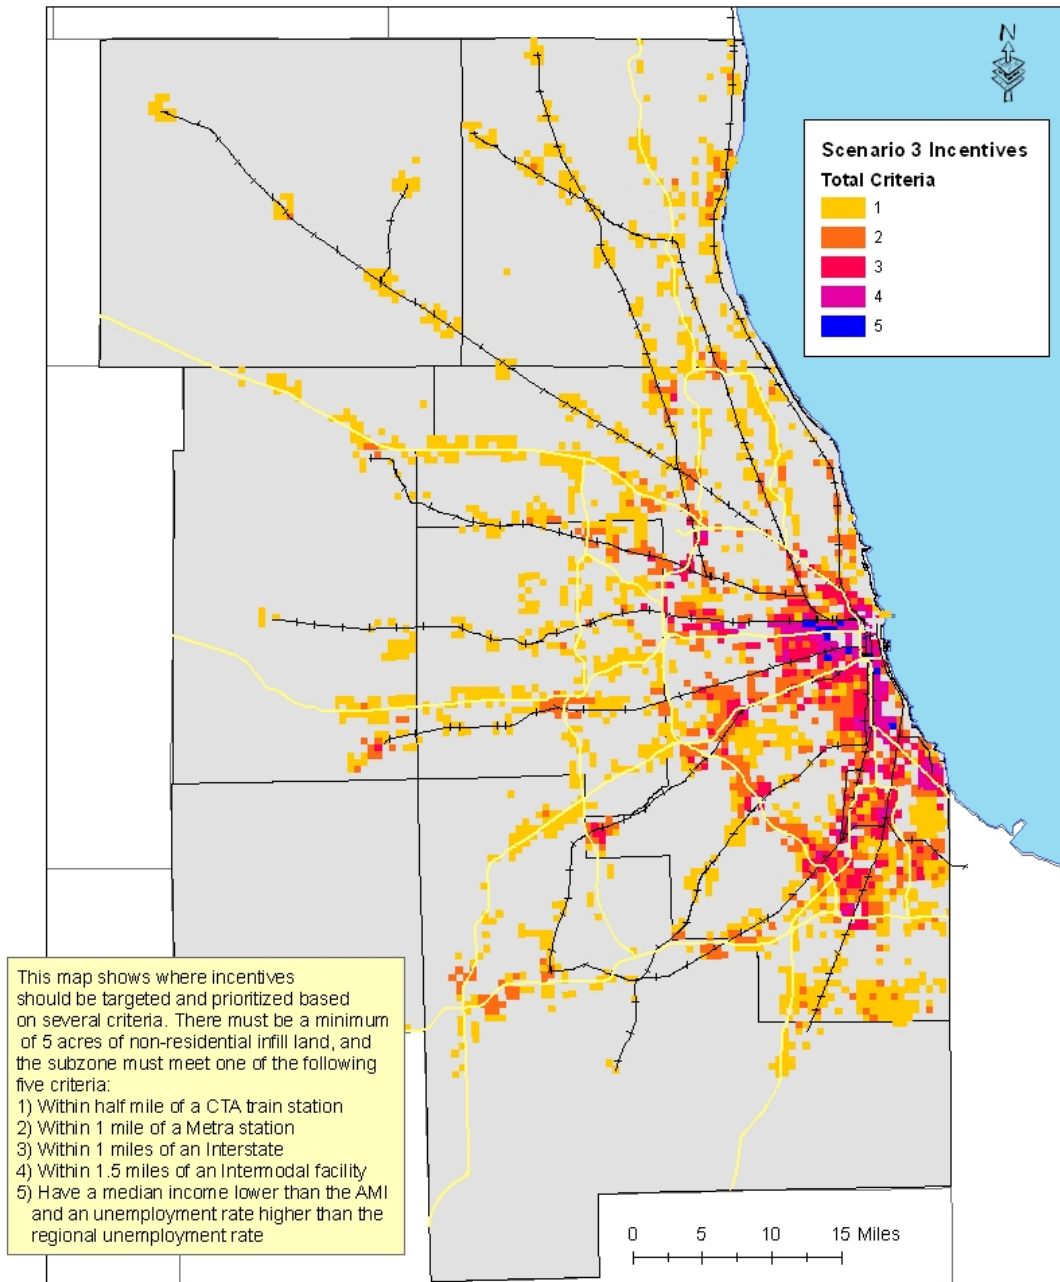 N
Scenario 3 Incentives
Total Criteria
1
2
3
4
5
This map shows where incentives
should be targeted and prioritized based
on several criteria. There must be a minimum
of 5 acres of non-residential infill land, and
the subzone must meet one of the following
five criteria:
1) Within half mile of a CTA train station
2) Within 1 mile of a Metra station
3) Within 1 miles of an Interstate
4) Within 1.5 miles of an Intermodal facility
5) Have a median income lower than the AMI
and an unemployment rate higher than the
regional unemployment rate
0 5 10 15 Miles